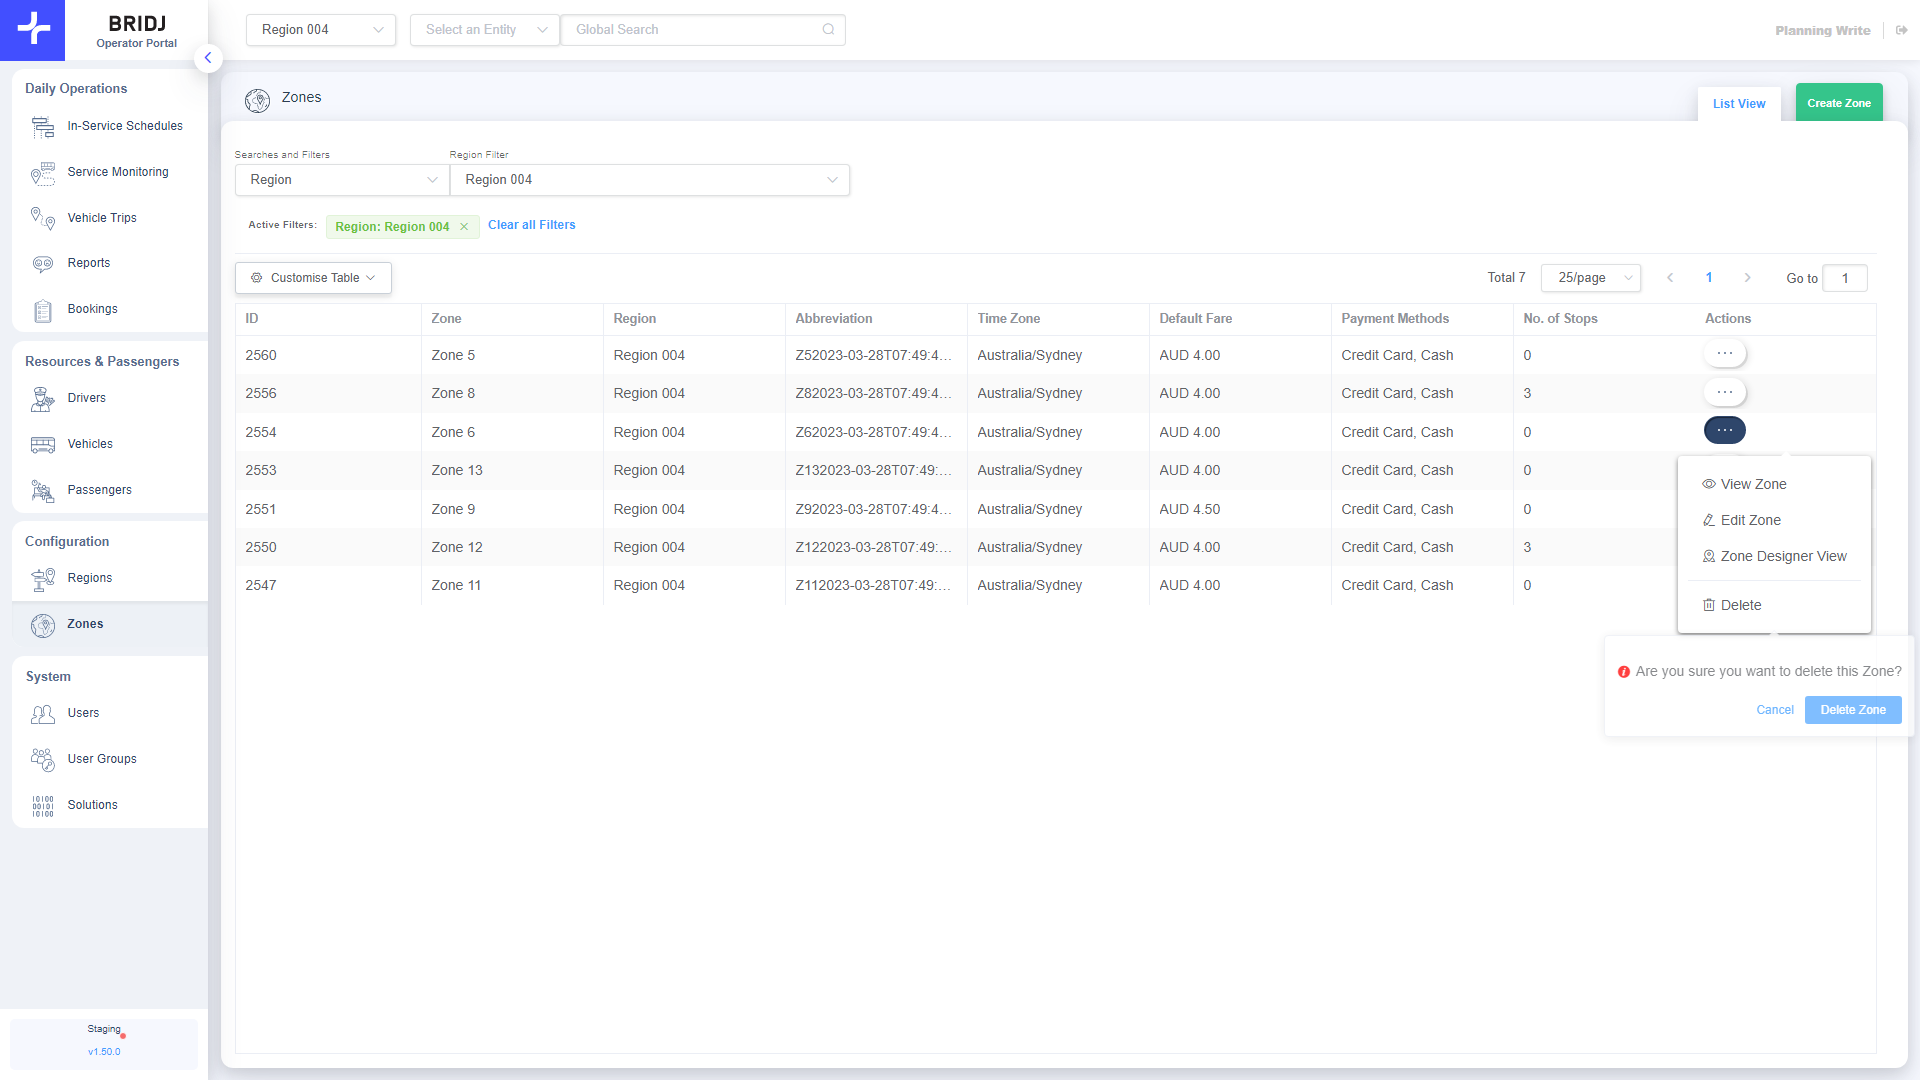 BRIDJ
Operator Portal
Region 004
Select an Entity
Global Search
Planning Write
Daily Operations
In-Service Schedules
Service Monitoring
Vehicle Trips
Reports
Bookings
Resources & Passengers
Drivers
Vehicles
Passengers
Configuration
Regions
Zones
System
Users
User Groups
Solutions
Staging
v1.50.0
Zones
List View
Create Zone
Searches and Filters
Region Filter
Region
Region 004
Active Filters:
Region: Region 004
Clear all Filters
Customise Table
Total 7
25/page
1
Go to
1
ID Zone Region Abbreviation Time Zone Default Fare Payment Methods No. of Stops Actions
2560 Zone 5 Region 004 Z52023-03-28T07:49:4... Australia/Sydney AUD 4.00 Credit Card, Cash 0
2556 Zone 8 Region 004 Z82023-03-28T07:49:4... Australia/Sydney AUD 4.00 Credit Card, Cash 3
2554 Zone 6 Region 004 Z62023-03-28T07:49:4... Australia/Sydney AUD 4.00 Credit Card, Cash 0
2553 Zone 13 Region 004 Z132023-03-28T07:49:... Australia/Sydney AUD 4.00 Credit Card, Cash 0
2551 Zone 9 Region 004 Z92023-03-28T07:49:4... Australia/Sydney AUD 4.50 Credit Card, Cash 0
2550 Zone 12 Region 004 Z122023-03-28T07:49:... Australia/Sydney AUD 4.00 Credit Card, Cash 3
2547 Zone 11 Region 004 Z112023-03-28T07:49:... Australia/Sydney AUD 4.00 Credit Card, Cash 0
View Zone
Edit Zone
Zone Designer View
Delete
Are you sure you want to delete this Zone?
Cancel
Delete Zone